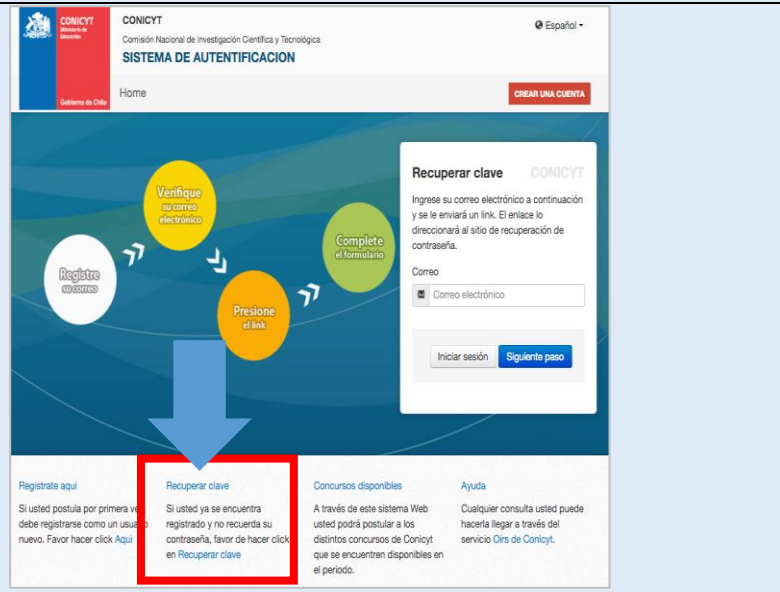 CONICYT
Ministerio de
Educación
Gobierno de Chile
CONICYT
Comisión Nacional de Investigación Científica y Tecnológica
SISTEMA DE AUTENTIFICACION
Español
Home
CREAR UNA CUENTA
Registre
su correo
Verifique
su correo
electrónico
Presione
el link
Complete
el formulario
Recuperar clave
CONICYT
Ingrese su correo electrónico a continuación
y se le enviará un link. El enlace lo
direccionará al sitio de recuperación de
contraseña.
Correo
Correo electrónico
Iniciar sesión
Siguiente paso
Registrate aqui
Si usted postula por primera
debe registrarse como un
nuevo. Favor hacer click Aqui
Recuperar clave
Si usted ya se encuentra
registrado y no recuerda su
contraseña, favor de hacer click
en Recuperar clave
Concursos disponibles
A través de este sistema Web
usted podrá postular a los
distintos concursos de Conicyt
que se encuentren disponibles en
el periodo.
Ayuda
Cualquier consulta usted puede
hacerla llegar a través del
servicio Oirs de Conicyt.